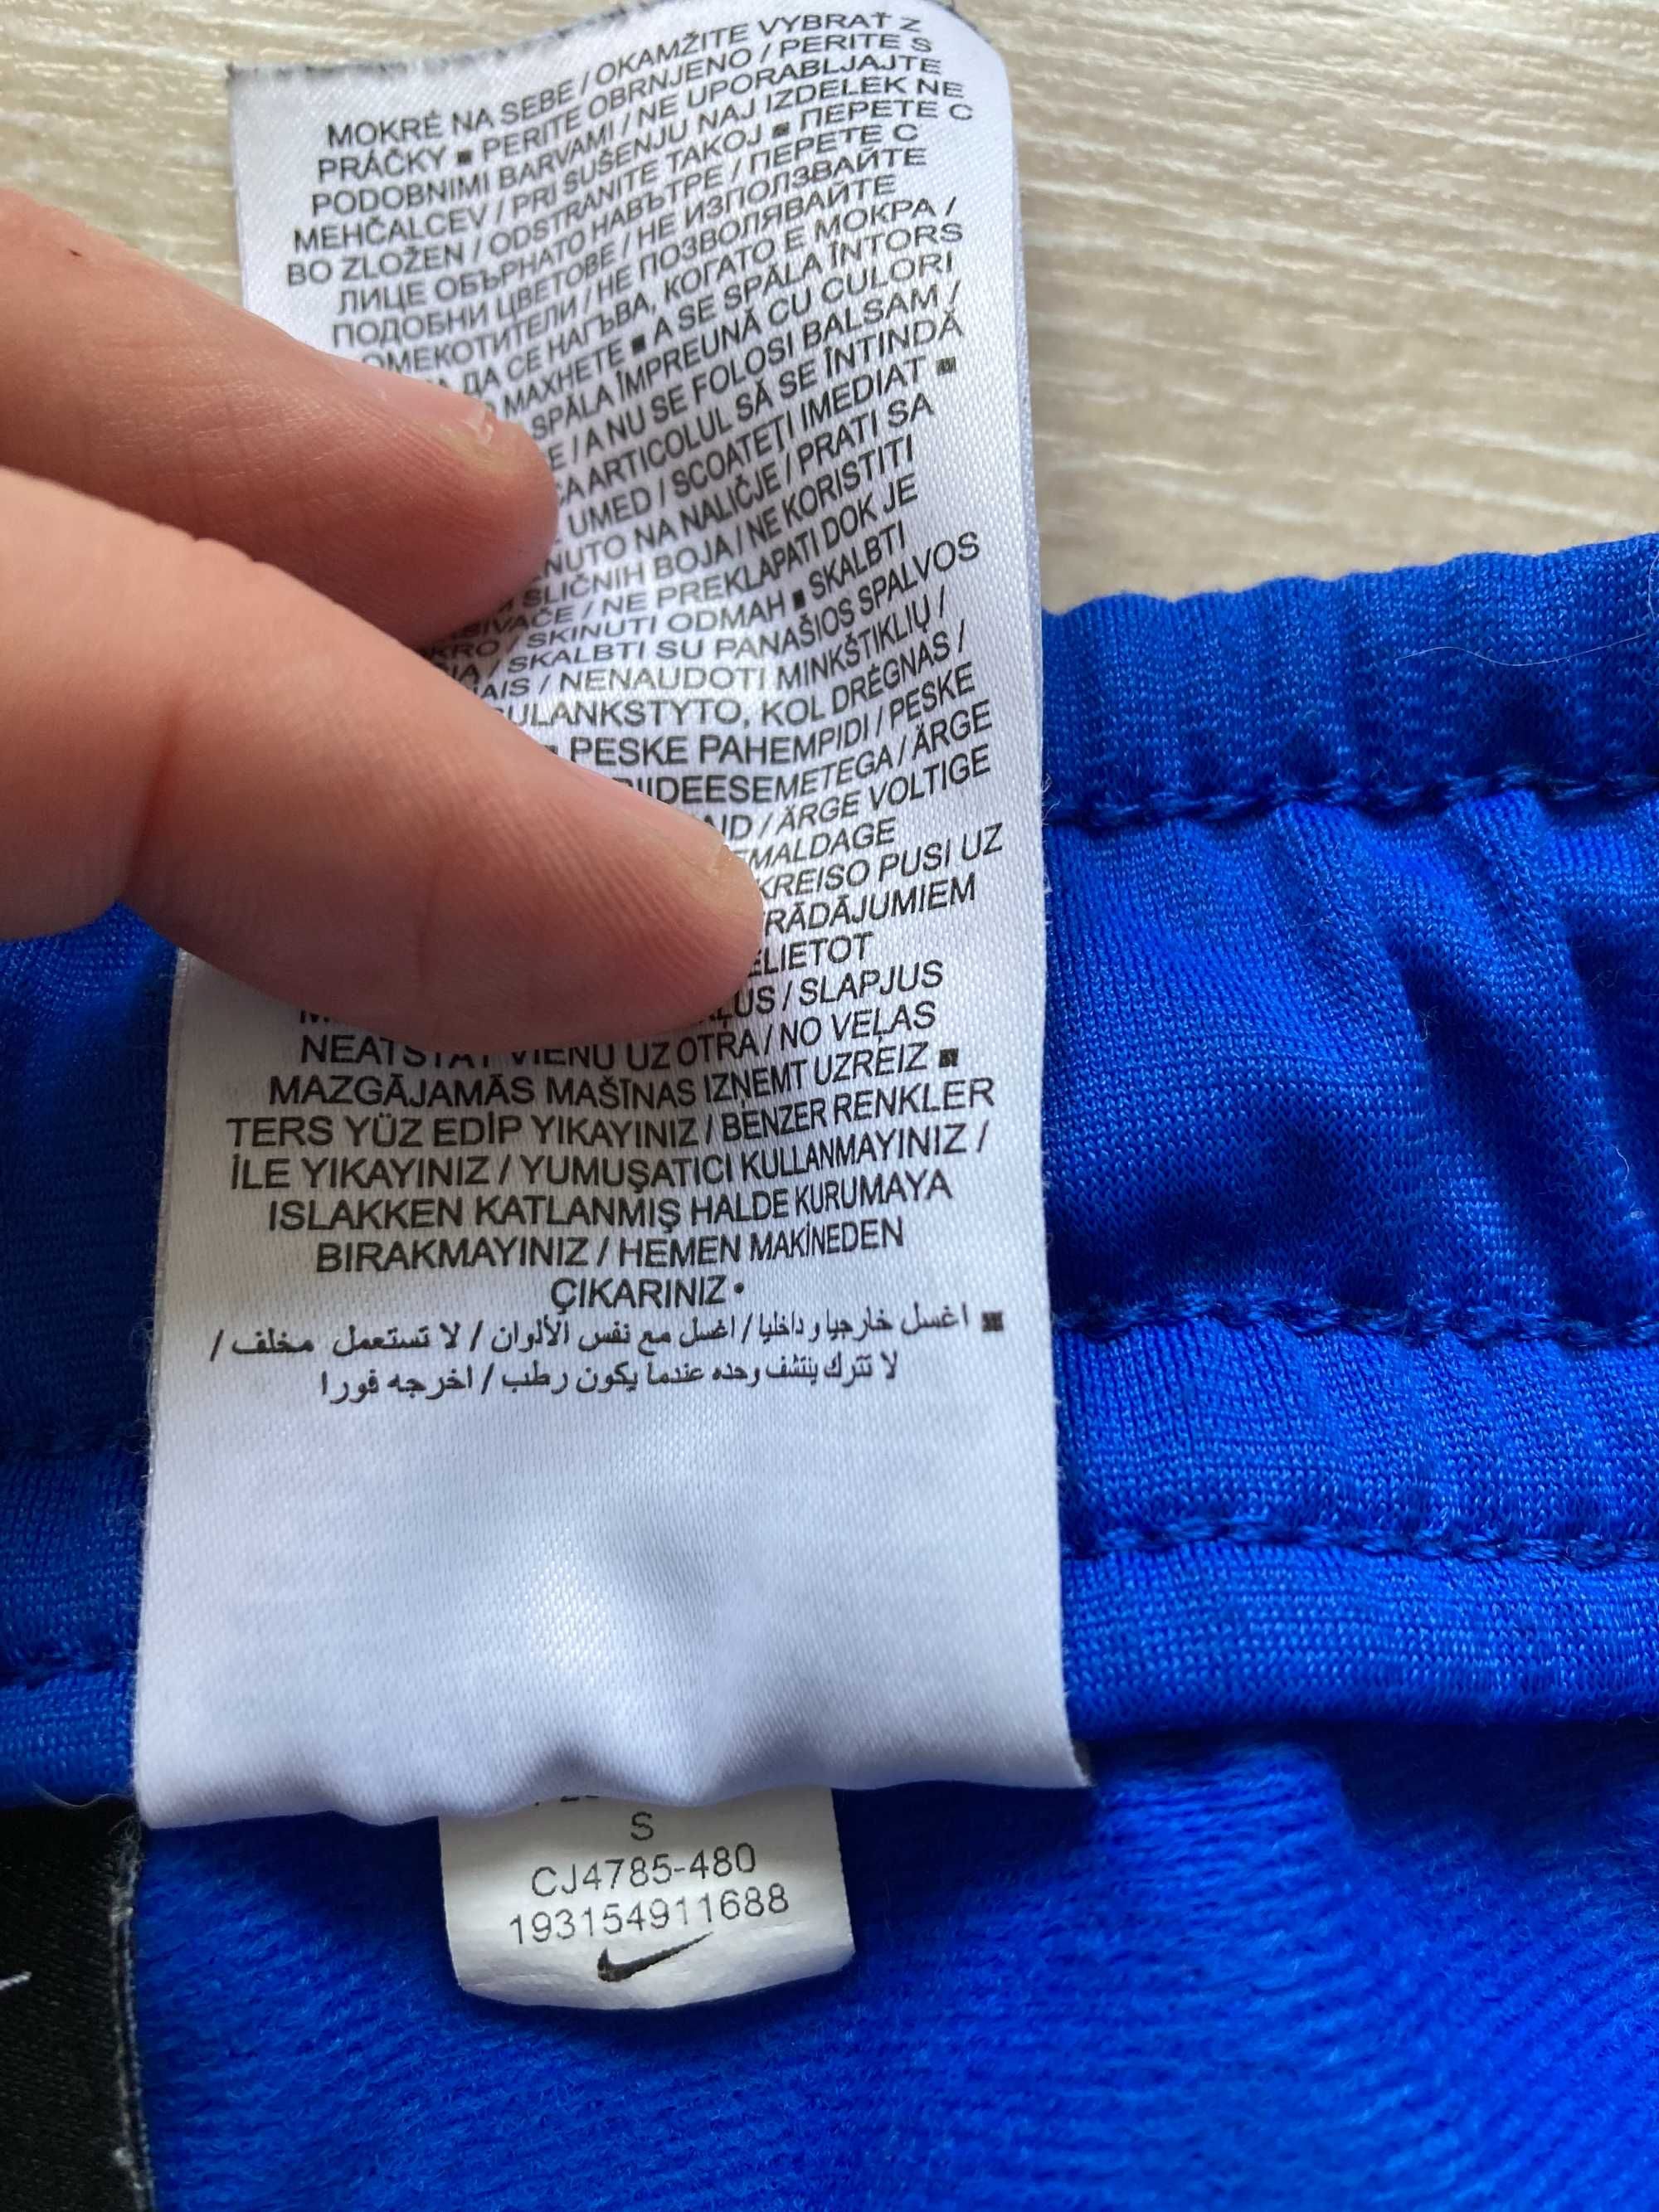 MOKRÉ NA SEBE / OKAMŽITE VYBRAŤ Z
PRÁČKY ■ PERITE OBRNJENO / PERITE S
PODOBNIMI BARVAMI / NE UPORABLJAJTE
MEHČALCEV / PRI SUŠENJU NAJ IZDELEK NE
BO ZLOŽEN / ODSTRANITE TAKOJ ■ ПЕРЕТЕ С
ЛИЦЕ ОБЪРНАТО НАВЪТРЕ / ПЕРЕТЕ С
ПОДОБНИ ЦВЕТОВЕ / НЕ ИЗПОЛЗВАЙТЕ
ОМЕКОТИТЕЛИ / НЕ ПОЗВОЛЯВАЙТЕ
ДА СЕ НАГЪВА, КОГАТО Е МОКРА /
МАХНЕТЕ ■ A SE SPĂLA ÎNTORS
SPĂLA ÎMPREUNĂ CU CULORI
/ A NU SE FOLOSI BALSAM /
CA ARTICOLUL SĂ SE ÎNTINDĂ
UMED / SCOATEȚI IMEDIAT ■
NA NALIČJE / PRATI SA
SLIČNIH BOJA / NE KORISTITI
/ NE PREKLAPATI DOK JE
/ SKINUTI ODMAH ■ SKALBTI
/ SKALBTI SU PANAŠIOS SPALVOS
/ NENAUDOTI MINKŠTIKLIŲ /
KOL DRĖGNAS /
PESKE PAHEMPIDI / PESKE
/ ÄRGE
/ ÄRGE VOLTIGE
PUSI UZ
/ SLAPJUS
NEATSTĀT VIENU UZ OTRA / NO VEĻAS
MAZGĀJAMĀS MAŠĪNAS IZŅEMT UZREIZ ■
TERS YÜZ EDİP YIKAYINIZ / BENZER RENKLER
İLE YIKAYINIZ / YUMUŞATICI KULLANMAYINIZ /
ISLAKKEN KATLANMIŞ HALDE KURUMAYA
BIRAKMAYINIZ / HEMEN MAKİNEDEN
ÇIKARINIZ •
■ اغسل خارجيا و داخليا / اغسل مع نفس الألوان / لا تستعمل مخلف /
لا تترك ينتشف وحده عندما يكون رطب / اخرجه فورا
S
CJ4785-480
193154911688